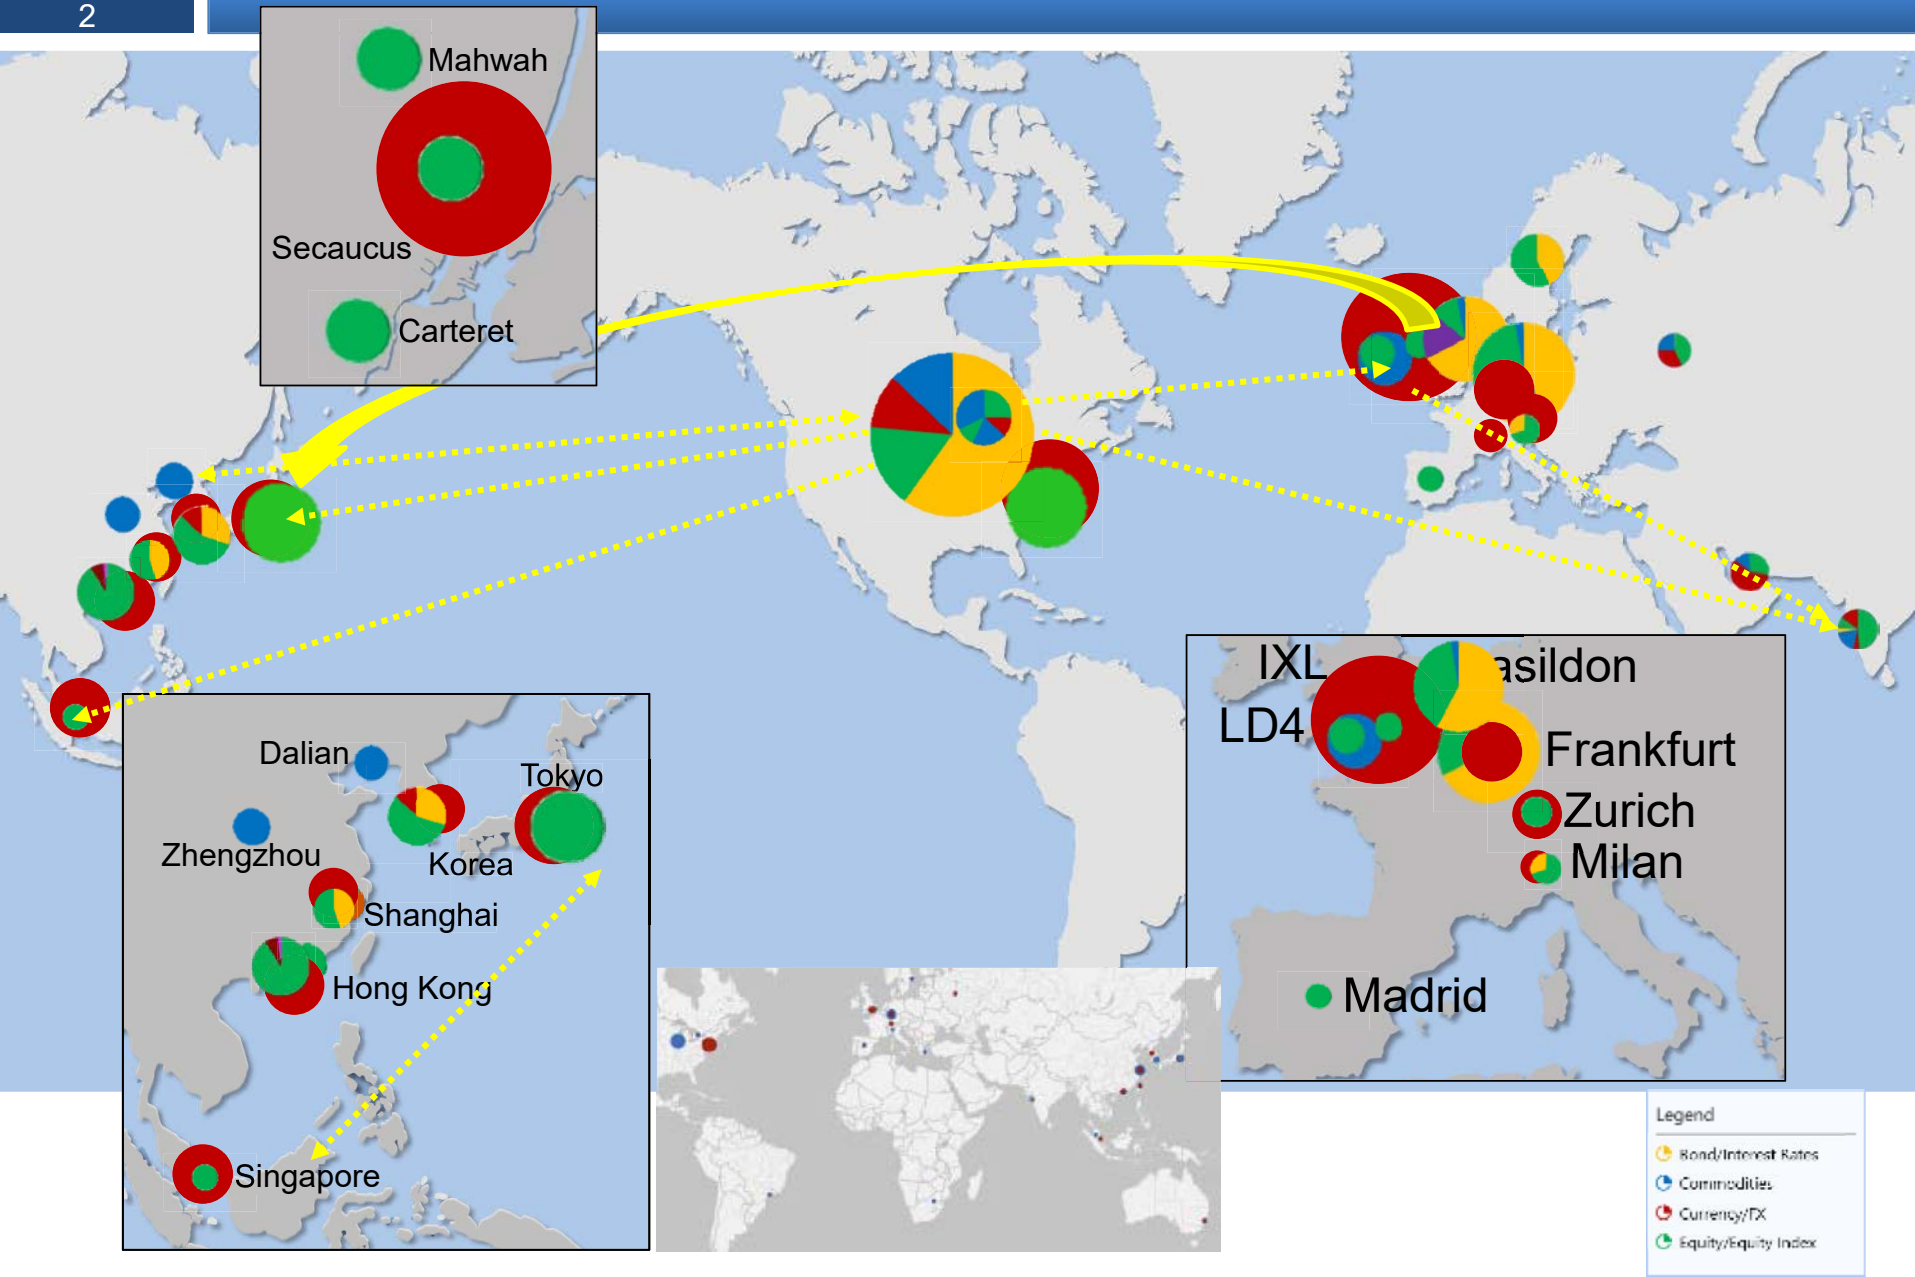 2
Mahwah
Secaucus
Carteret
IXL
asildon
LD4
Frankfurt
Zurich
Milan
Madrid
Dalian
Tokyo
Zhengzhou
Korea
Shanghai
Hong Kong
Singapore
Legend
Bond/Interest Rates
Commodities
Currency/FX
Equity/Equity Index